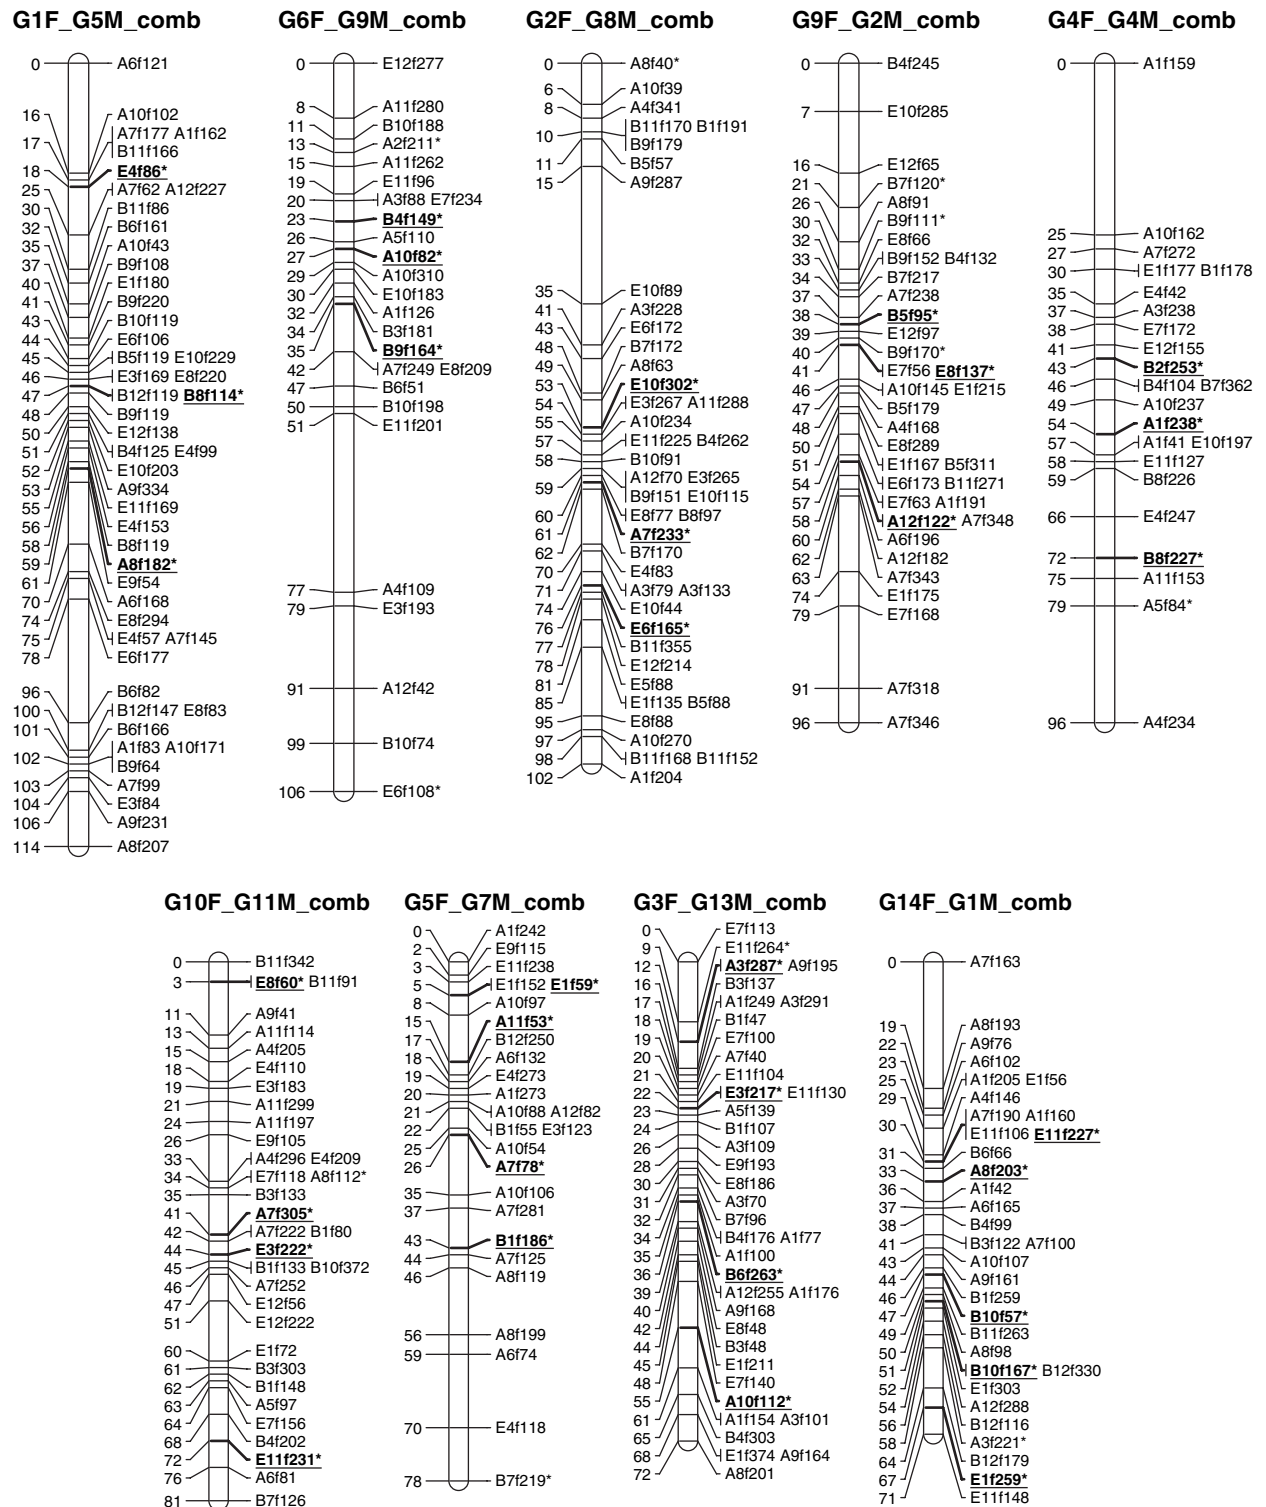 G1F_G5M_comb
0 A6f121
16 A10f102
17 A7f177 A1f162
B11f166
18 E4f86*
25 A7f62 A12f227
30 B11f86
32 B6f161
35 A10f43
37 B9f108
40 E1f180
41 B9f220
43 B10f119
44 E6f106
45 B5f119 E10f229
46 E3f169 E8f220
47 B12f119 B8f114*
48 B9f119
50 E12f138
51 B4f125 E4f99
52 E10f203
53 A9f334
55 E11f169
56 E4f153
58 B8f119
59 A8f182*
61 E9f54
70 A6f168
74 E8f294
75 E4f57 A7f145
78 E6f177
96 B6f82
100 B12f147 E8f83
101 B6f166
102 A1f83 A10f171
B9f64
103 A7f99
104 E3f84
106 A9f231
114 A8f207
G6F_G9M_comb
0 E12f277
8 A11f280
11 B10f188
13 A2f211*
15 A11f262
19 E11f96
20 A3f88 E7f234
23 B4f149*
26 A5f110
27 A10f82*
29 A10f310
30 E10f183
32 A1f126
34 B3f181
35 B9f164*
42 A7f249 E8f209
47 B6f51
50 B10f198
51 E11f201
77 A4f109
79 E3f193
91 A12f42
99 B10f74
106 E6f108*
G2F_G8M_comb
0 A8f40*
6 A10f39
8 A4f341
10 B11f170 B1f191
B9f179
11 B5f57
15 A9f287
35 E10f89
41 A3f228
43 E6f172
48 B7f172
49 A8f63
53 E10f302*
54 E3f267 A11f288
55 A10f234
57 E11f225 B4f262
58 B10f91
59 A12f70 E3f265
B9f151 E10f115
60 E8f77 B8f97
61 A7f233*
62 B7f170
70 E4f83
71 A3f79 A3f133
74 E10f44
76 E6f165*
77 B11f355
78 E12f214
81 E5f88
85 E1f135 B5f88
95 E8f88
97 A10f270
98 B11f168 B11f152
102 A1f204
G9F_G2M_comb
0 B4f245
7 E10f285
16 E12f65
21 B7f120*
26 A8f91
30 B9f111*
32 E8f66
33 B9f152 B4f132
34 B7f217
37 A7f238
38 B5f95*
39 E12f97
40 B9f170*
41 E7f56 E8f137*
46 A10f145 E1f215
47 B5f179
48 A4f168
50 E8f289
51 E1f167 B5f311
54 E6f173 B11f271
57 E7f63 A1f191
58 A12f122* A7f348
60 A6f196
62 A12f182
63 A7f343
74 E1f175
79 E7f168
91 A7f318
96 A7f346
G4F_G4M_comb
0 A1f159
25 A10f162
27 A7f272
30 E1f177 B1f178
35 E4f42
37 A3f238
38 E7f172
41 E12f155
43 B2f253*
46 B4f104 B7f362
49 A10f237
54 A1f238*
57 A1f41 E10f197
58 E11f127
59 B8f226
66 E4f247
72 B8f227*
75 A11f153
79 A5f84*
96 A4f234
G10F_G11M_comb
0 B11f342
3 E8f60* B11f91
11 A9f41
13 A11f114
15 A4f205
18 E4f110
19 E3f183
21 A11f299
24 A11f197
26 E9f105
33 A4f296 E4f209
34 E7f118 A8f112*
35 B3f133
41 A7f305*
42 A7f222 B1f80
44 E3f222*
45 B1f133 B10f372
46 A7f252
47 E12f56
51 E12f222
60 E1f72
61 B3f303
62 B1f148
63 A5f97
64 E7f156
68 B4f202
72 E11f231*
76 A6f81
81 B7f126
G5F_G7M_comb
0 A1f242
2 E9f115
3 E11f238
5 E1f152 E1f59*
8 A10f97
15 A11f53*
17 B12f250
18 A6f132
19 E4f273
20 A1f273
21 A10f88 A12f82
22 B1f55 E3f123
25 A10f54
26 A7f78*
35 A10f106
37 A7f281
43 B1f186*
44 A7f125
46 A8f119
56 A8f199
59 A6f74
70 E4f118
78 B7f219*
G3F_G13M_comb
0 E7f113
9 E11f264*
12 A3f287* A9f195
16 B3f137
17 A1f249 A3f291
18 B1f47
19 E7f100
20 A7f40
21 E11f104
22 E3f217* E11f130
23 A5f139
24 B1f107
26 A3f109
28 E9f193
30 E8f186
31 A3f70
32 B7f96
34 B4f176 A1f77
35 A1f100
36 B6f263*
39 A12f255 A1f176
40 A9f168
42 E8f48
44 B3f48
45 E1f211
48 E7f140
55 A10f112*
61 A1f154 A3f101
65 B4f303
68 E1f374 A9f164
72 A8f201
G14F_G1M_comb
0 A7f163
19 A8f193
22 A9f76
23 A6f102
25 A1f205 E1f56
29 A4f146
30 A7f190 A1f160
E11f106 E11f227*
31 B6f66
33 A8f203*
36 A1f42
37 A6f165
38 B4f99
41 B3f122 A7f100
43 A10f107
44 A9f161
46 B1f259
47 B10f57*
49 B11f263
50 A8f98
51 B10f167* B12f330
52 E1f303
54 A12f288
56 B12f116
58 A3f221*
64 B12f179
67 E1f259*
71 E11f148